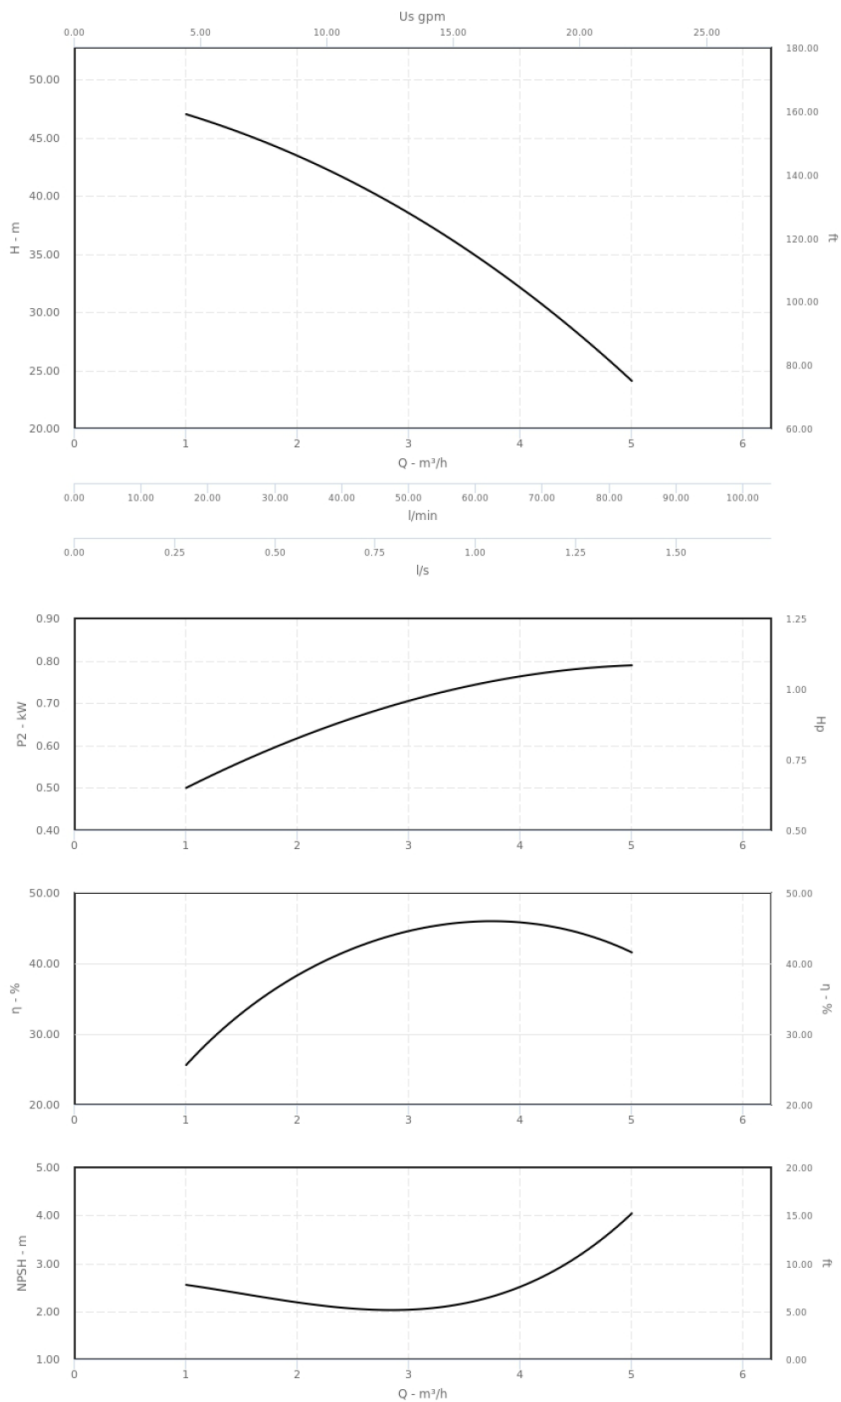 Us gpm
0.00 5.00 10.00 15.00 20.00 25.00
50.00
45.00
40.00
35.00
30.00
25.00
20.00
H - m
180.00
160.00
140.00
120.00
100.00
80.00
60.00
ft
0 1 2 3 4 5 6
Q - m³/h
0.00 10.00 20.00 30.00 40.00 50.00 60.00 70.00 80.00 90.00 100.00
l/min
0.00 0.25 0.50 0.75 1.00 1.25 1.50
l/s
0.90
0.80
0.70
0.60
0.50
0.40
P2 - kW
1.25
1.00
0.75
0.50
Hp
0 1 2 3 4 5 6
50.00
40.00
30.00
20.00
η - %
50.00
40.00
30.00
20.00
η - %
0 1 2 3 4 5 6
5.00
4.00
3.00
2.00
1.00
NPSH - m
20.00
15.00
10.00
5.00
0.00
ft
0 1 2 3 4 5 6
Q - m³/h